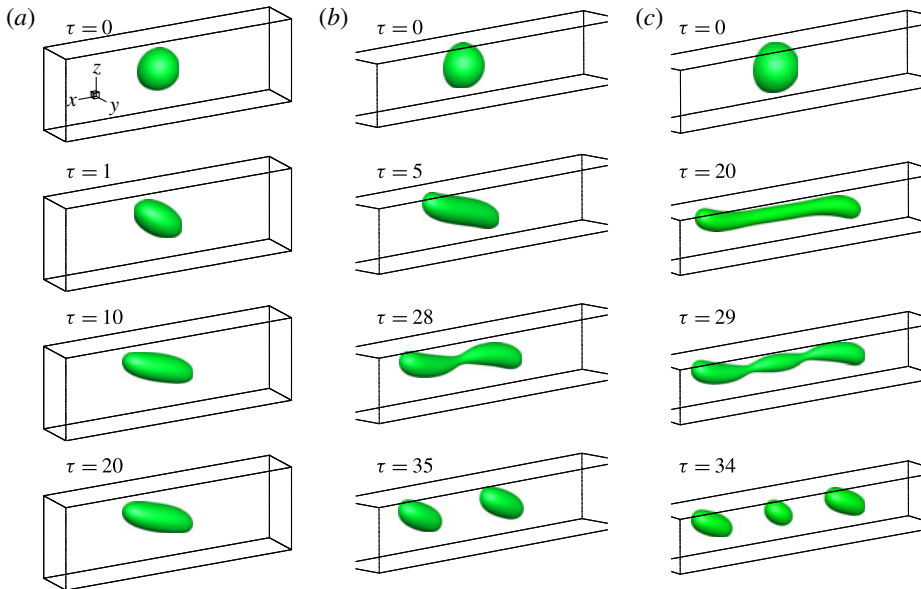 (a)
τ = 0
z
x
y
τ = 1
τ = 10
τ = 20
(b)
τ = 0
τ = 5
τ = 28
τ = 35
(c)
τ = 0
τ = 20
τ = 29
τ = 34